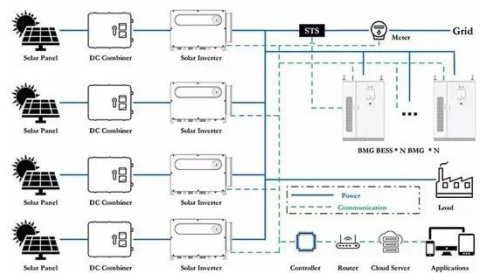 STS
Grid
Meter
Solar Panel
DC Combiner
Solar Inverter
Solar Panel
DC Combiner
Solar Inverter
BMG BESS * N BMG * N
Solar Panel
DC Combiner
Solar Inverter
Power
Communication
Load
Solar Panel
DC Combiner
Solar Inverter
Controller
Router
Cloud Server
Applications